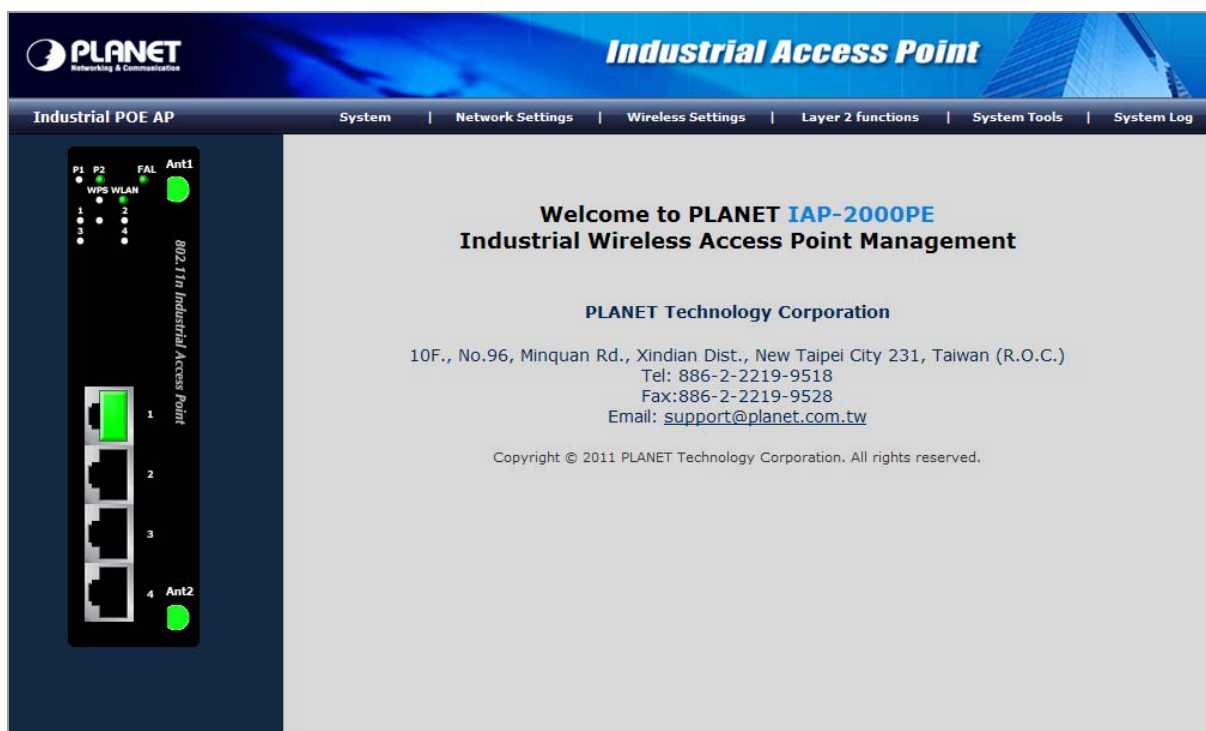 PLANET
Networking & Communication
Industrial Access Point
Industrial POE AP
System | Network Settings | Wireless Settings | Layer 2 functions | System Tools | System Log
P1 P2 FAL Ant1
WPS WLAN
1 2
3 4
802.11n Industrial Access Point
1
2
3
4 Ant2
Welcome to PLANET IAP-2000PE
Industrial Wireless Access Point Management
PLANET Technology Corporation
10F., No.96, Minquan Rd., Xindian Dist., New Taipei City 231, Taiwan (R.O.C.)
Tel: 886-2-2219-9518
Fax:886-2-2219-9528
Email: support@planet.com.tw
Copyright © 2011 PLANET Technology Corporation. All rights reserved.